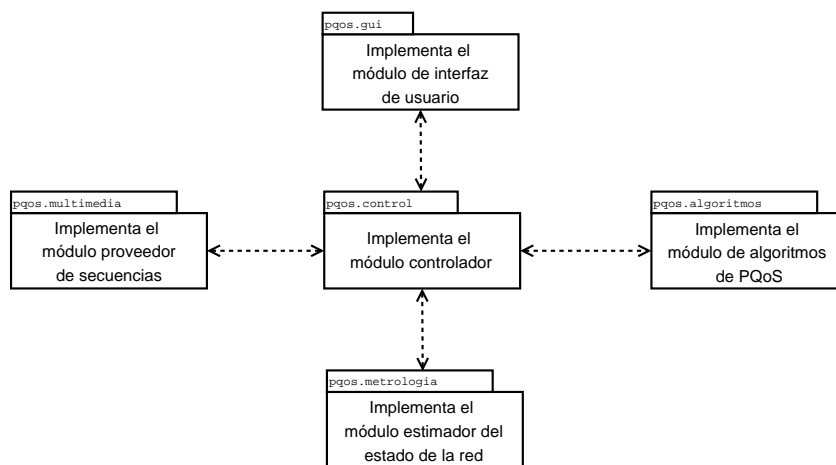 pqos.gui
Implementa el
módulo de interfaz
de usuario
pqos.multimedia
Implementa el
módulo proveedor
de secuencias
pqos.control
Implementa el
módulo controlador
pqos.algoritmos
Implementa el
módulo de algoritmos
de PQoS
pqos.metrologia
Implementa el
módulo estimador del
estado de la red